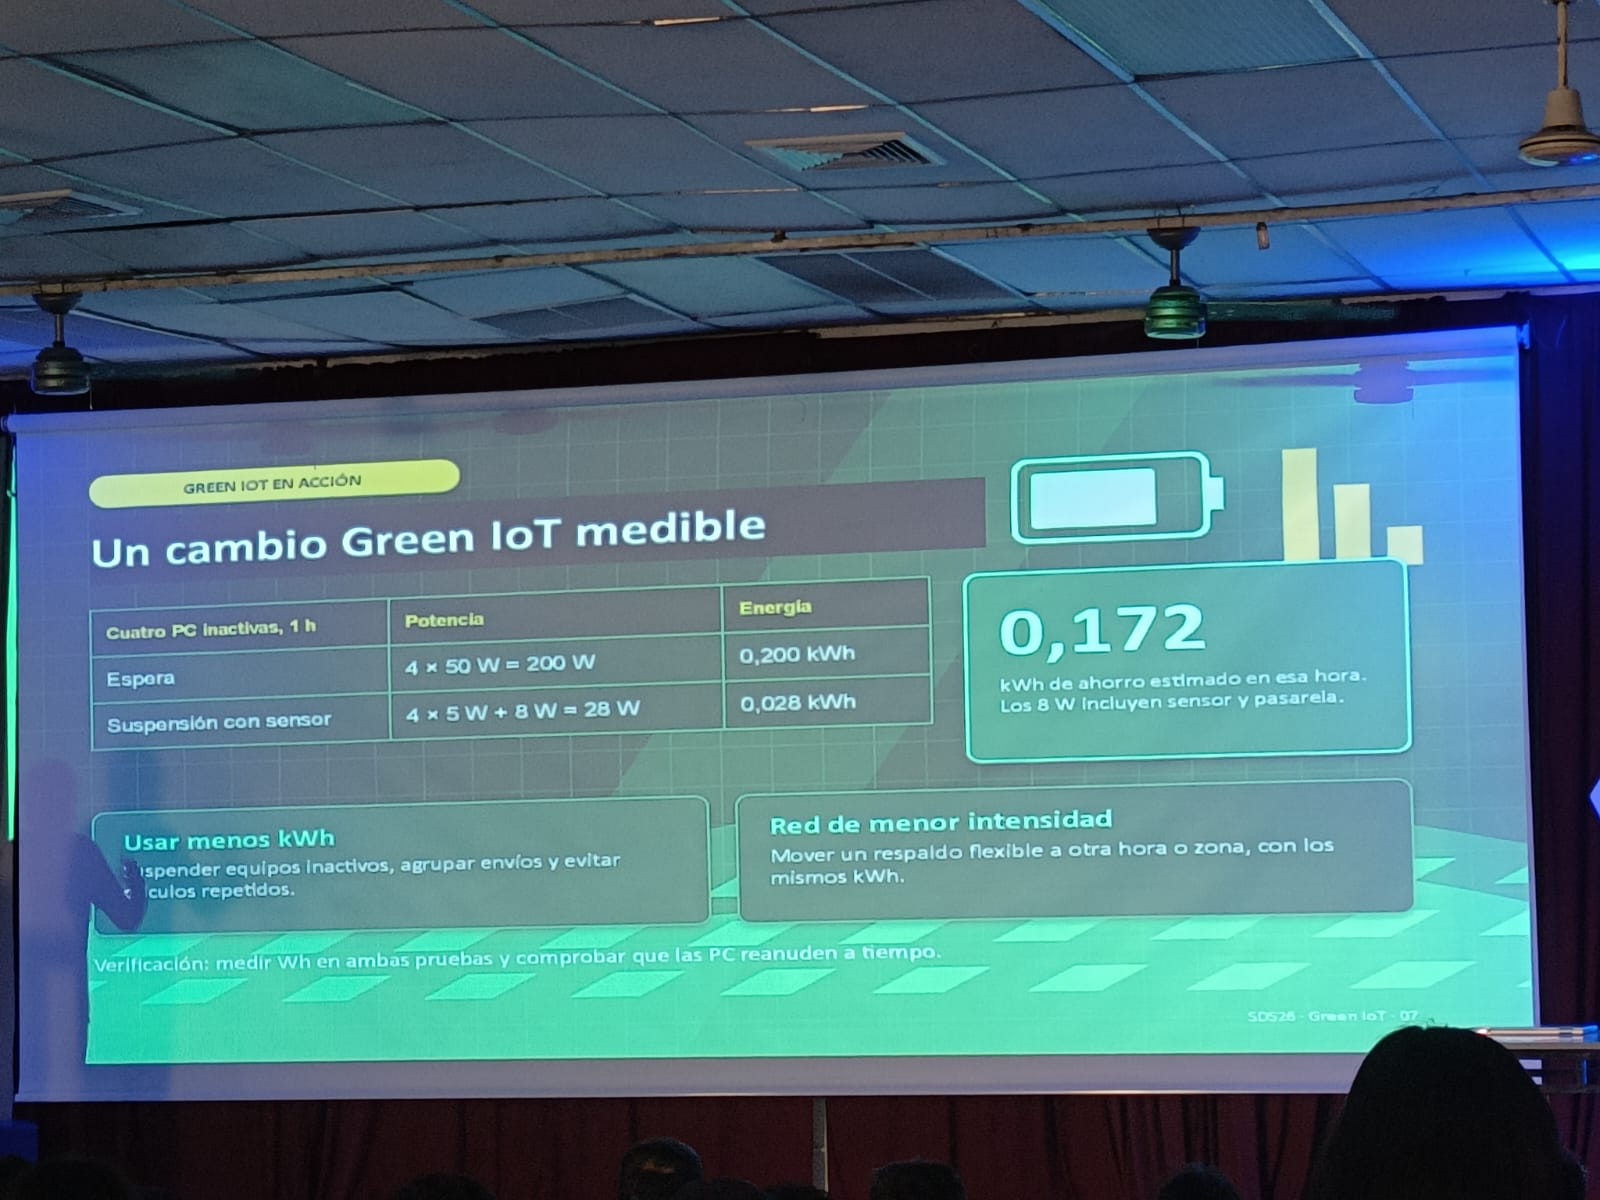 GREEN IOT EN ACCIÓN
Un cambio Green IoT medible
Cuatro PC inactivas, 1 h Potencia Energía
Espera 4 × 50 W = 200 W 0,200 kWh
Suspensión con sensor 4 × 5 W + 8 W = 28 W 0,028 kWh
0,172
kWh de ahorro estimado en esa hora.
Los 8 W incluyen sensor y pasarela.
Usar menos kWh
equipos inactivos, agrupar envíos y evitar
repetidos.
Red de menor intensidad
Mover un respaldo flexible a otra hora o zona, con los
mismos kWh.
Verificación: medir Wh en ambas pruebas y comprobar que las PC reanuden a tiempo.
SDS26 - Green IoT - 07